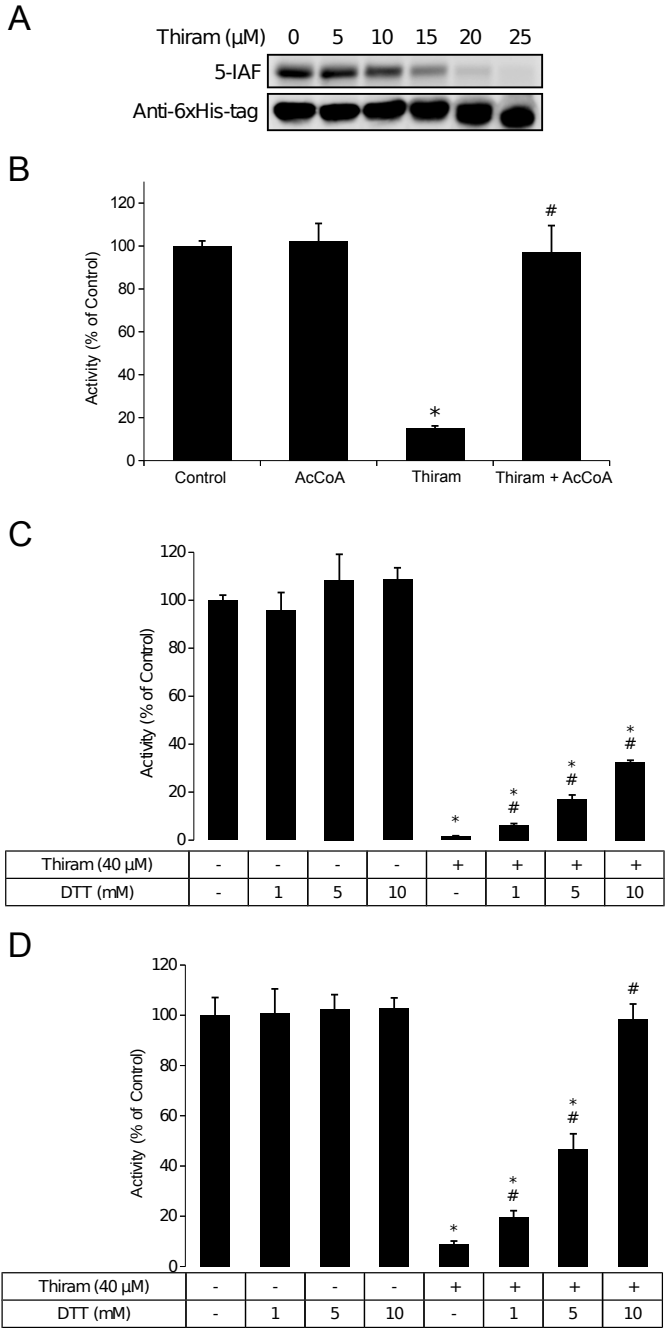 A
Thiram (µM) 0 5 10 15 20 25
5-IAF
Anti-6xHis-tag
B
Activity (% of Control)
120
100
80
60
40
20
0
*
#
Control AcCoA Thiram Thiram + AcCoA
C
Activity (% of Control)
120
100
80
60
40
20
0
*
*
#
*
#
*
#
Thiram (40 µM) - - - - + + + +
DTT (mM) - 1 5 10 - 1 5 10
D
Activity (% of Control)
120
100
80
60
40
20
0
*
*
#
*
#
#
Thiram (40 µM) - - - - + + + +
DTT (mM) - 1 5 10 - 1 5 10